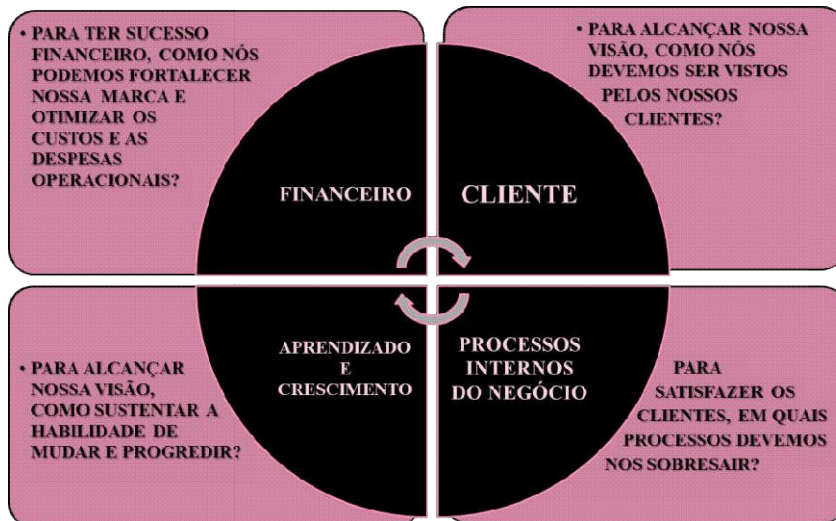 • PARA TER SUCESSO
FINANCEIRO, COMO NÓS
PODEMOS FORTALECER
NOSSA MARCA E
OTIMIZAR OS
CUSTOS E AS
DESPESAS
OPERACIONAIS?
FINANCEIRO
• PARA ALCANÇAR NOSSA
VISÃO, COMO NÓS
DEVEMOS SER VISTOS
PELOS NOSSOS
CLIENTES?
CLIENTE
• PARA ALCANÇAR
NOSSA VISÃO,
COMO SUSTENTAR A
HABILIDADE DE
MUDAR E PROGREDIR?
APRENDIZADO
E
CRESCIMENTO
PROCESSOS
INTERNOS
DO NEGÓCIO
PARA
SATISFAZER OS
CLIENTES, EM QUAIS
PROCESSOS DEVEMOS
NOS SOBRESAIR?